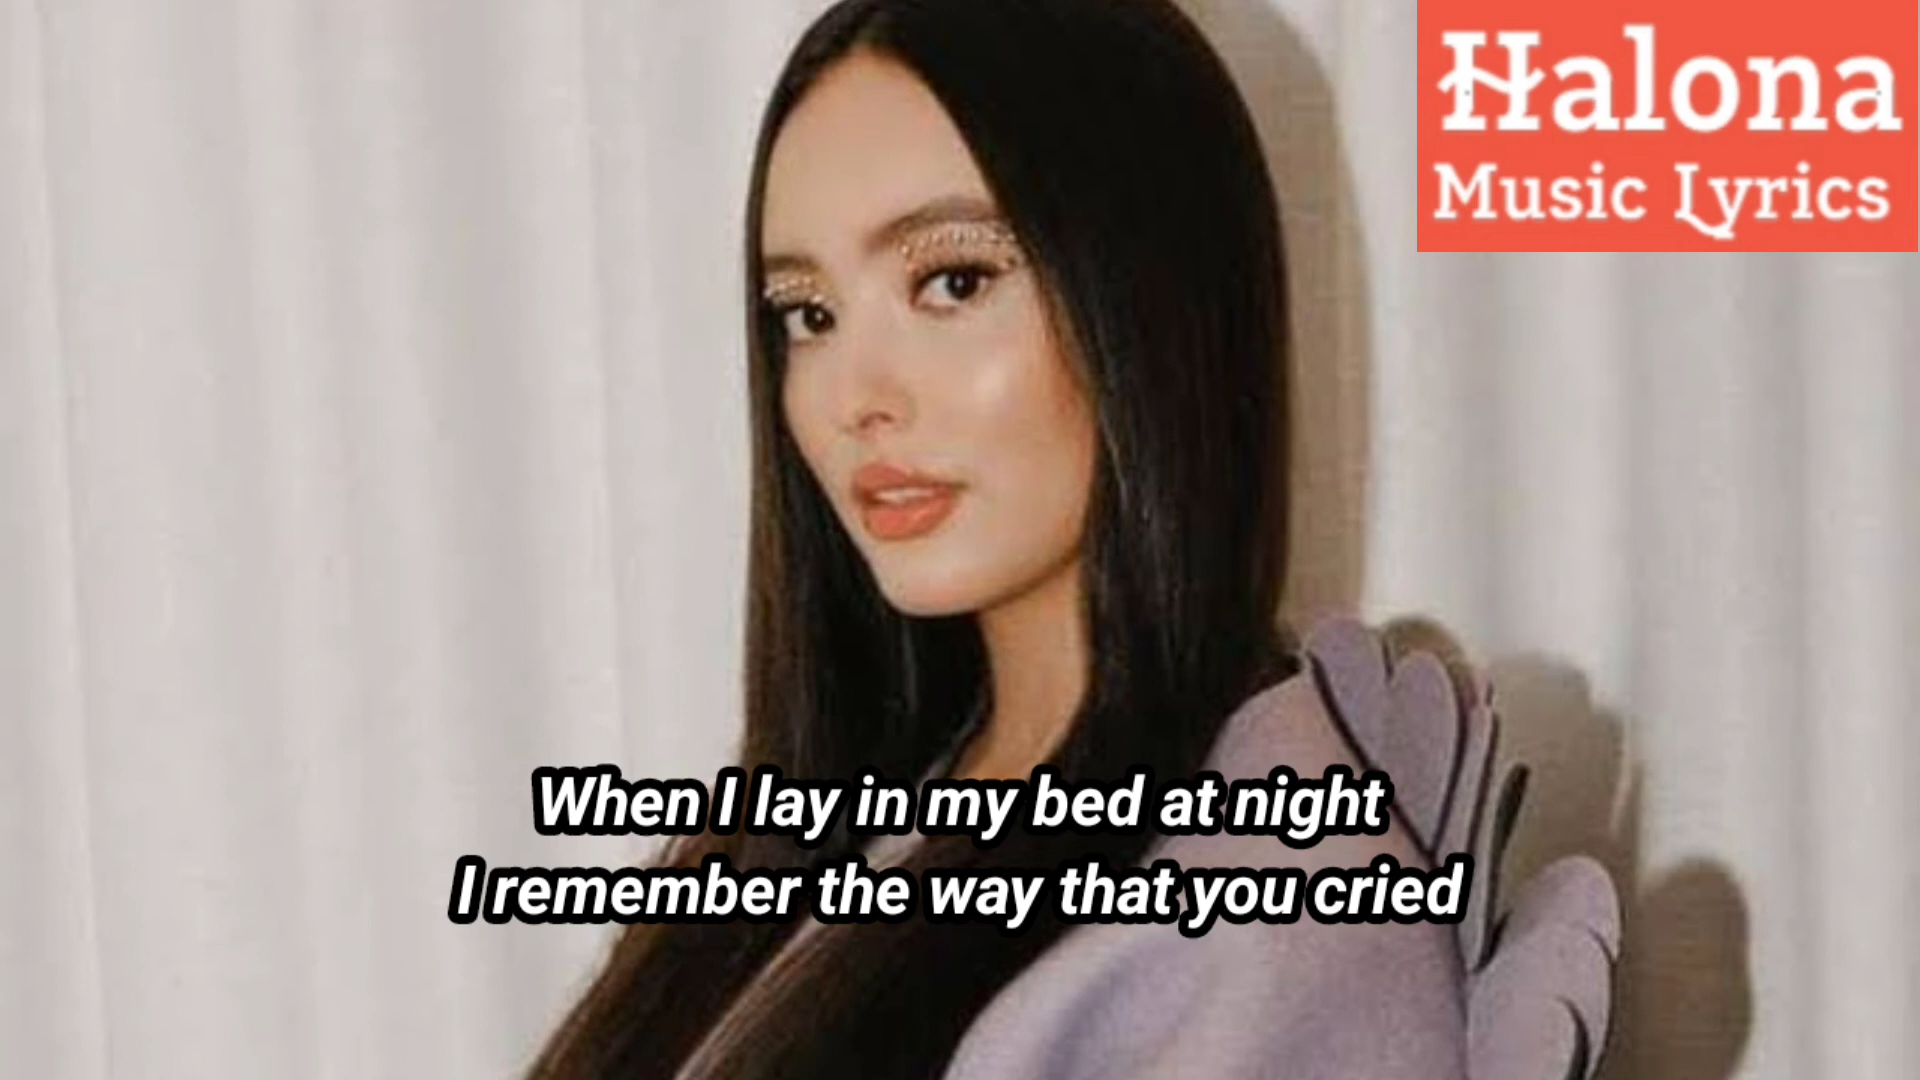 Halona
Music Lyrics
When I lay in my bed at night
I remember the way that you cried